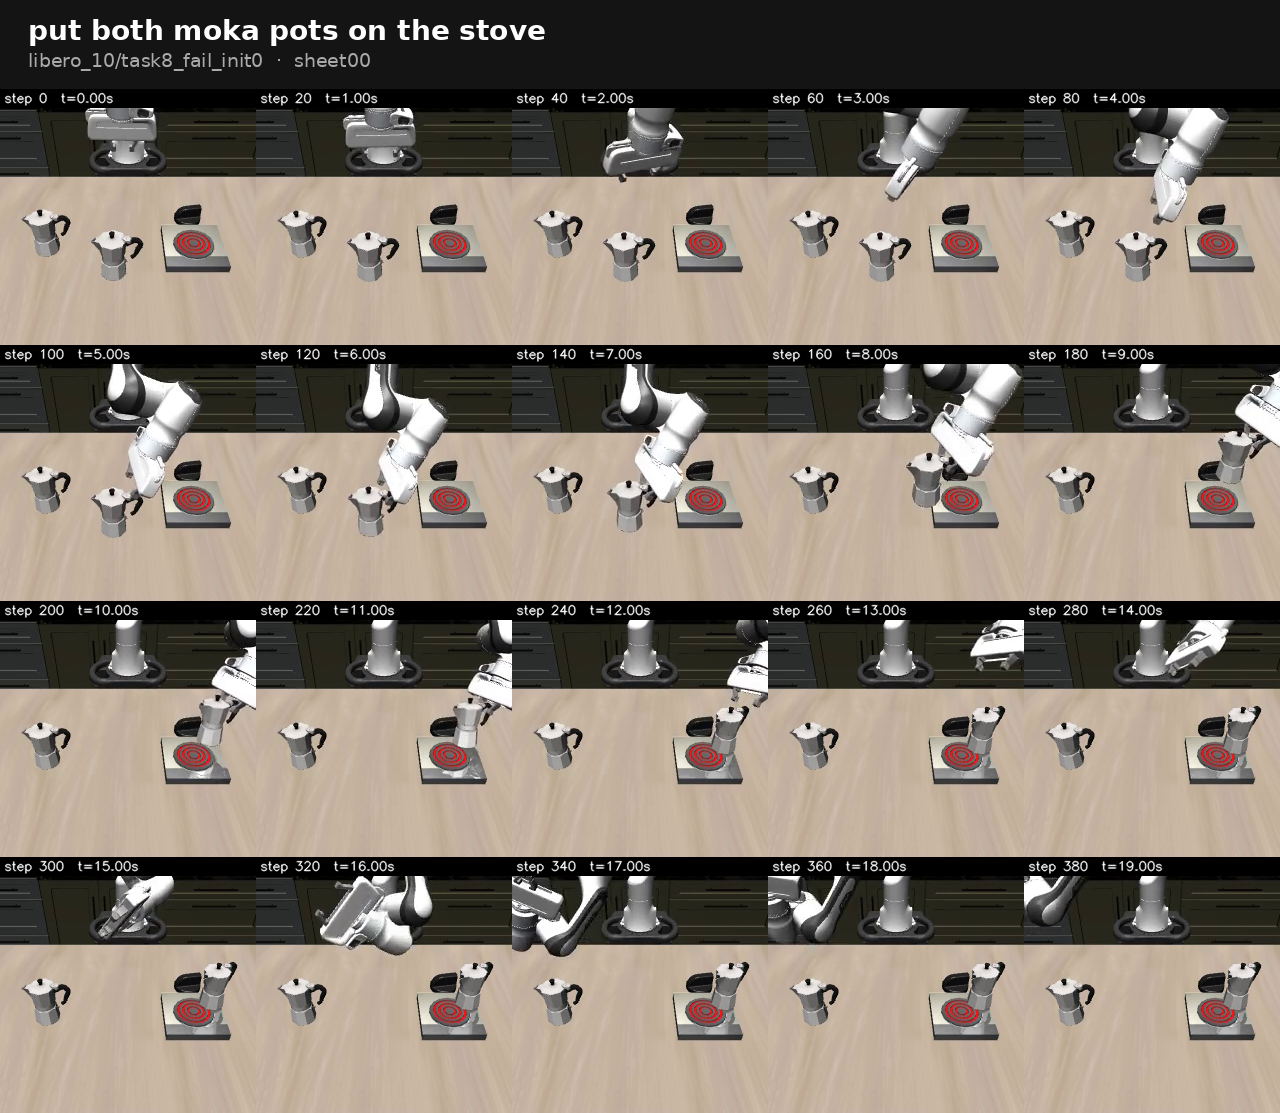 put both moka pots on the stove
libero_10/task8_fail_init0 · sheet00
step 0 t=0.00s
step 20 t=1.00s
step 40 t=2.00s
step 60 t=3.00s
step 80 t=4.00s
step 100 t=5.00s
step 120 t=6.00s
step 140 t=7.00s
step 160 t=8.00s
step 180 t=9.00s
step 200 t=10.00s
step 220 t=11.00s
step 240 t=12.00s
step 260 t=13.00s
step 280 t=14.00s
step 300 t=15.00s
step 320 t=16.00s
step 340 t=17.00s
step 360 t=18.00s
step 380 t=19.00s